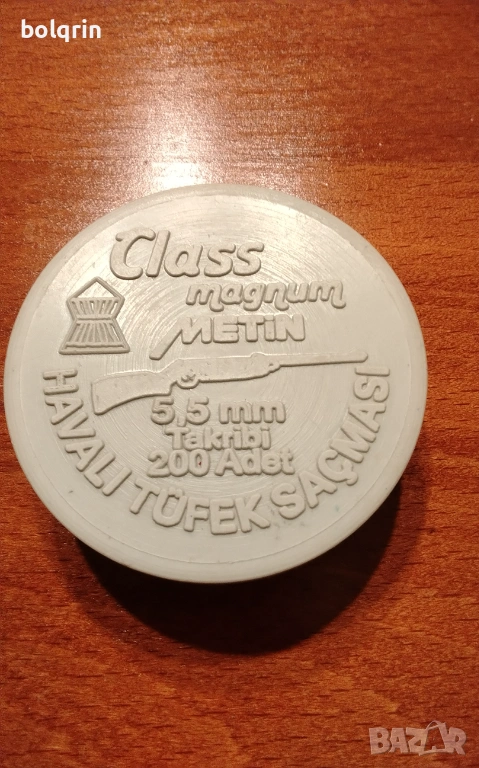 bolqrin
Class
magnum
METiN
5,5 mm
Takribi
200 Adet
HAVALI TÜFEK SAÇMASI
BAZAR